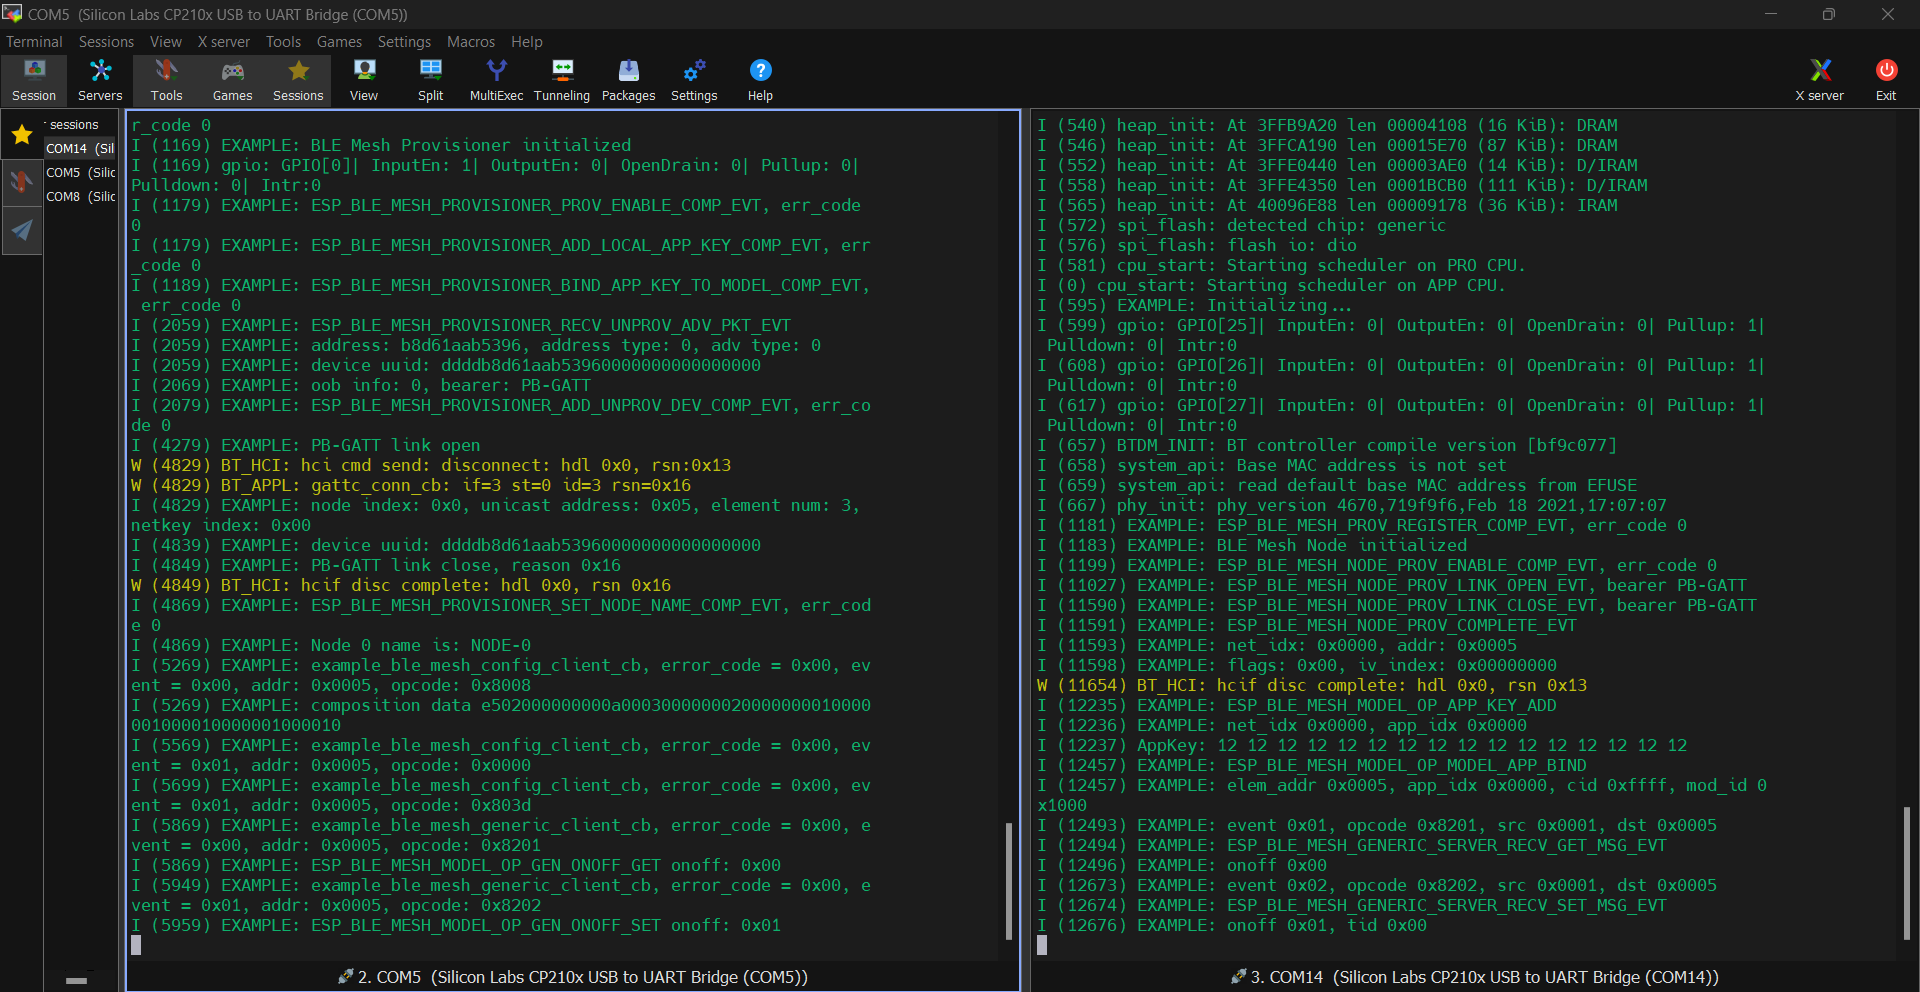 COM5 (Silicon Labs CP210x USB to UART Bridge (COM5))
Terminal Sessions View X server Tools Games Settings Macros Help
Session Servers Tools Games Sessions View Split MultiExec Tunneling Packages Settings Help X server Exit
sessions
COM14 (Sil
COM5 (Silic
COM8 (Silic
r_code 0
I (1169) EXAMPLE: BLE Mesh Provisioner initialized
I (1169) gpio: GPIO[0]| InputEn: 1| OutputEn: 0| OpenDrain: 0| Pullup: 0|
Pulldown: 0| Intr:0
I (1179) EXAMPLE: ESP_BLE_MESH_PROVISIONER_PROV_ENABLE_COMP_EVT, err_code
0
I (1179) EXAMPLE: ESP_BLE_MESH_PROVISIONER_ADD_LOCAL_APP_KEY_COMP_EVT, err
_code 0
I (1189) EXAMPLE: ESP_BLE_MESH_PROVISIONER_BIND_APP_KEY_TO_MODEL_COMP_EVT,
err_code 0
I (2059) EXAMPLE: ESP_BLE_MESH_PROVISIONER_RECV_UNPROV_ADV_PKT_EVT
I (2059) EXAMPLE: address: b8d61aab5396, address type: 0, adv type: 0
I (2059) EXAMPLE: device uuid: ddddb8d61aab53960000000000000000
I (2069) EXAMPLE: oob info: 0, bearer: PB-GATT
I (2079) EXAMPLE: ESP_BLE_MESH_PROVISIONER_ADD_UNPROV_DEV_COMP_EVT, err_co
de 0
I (4279) EXAMPLE: PB-GATT link open
W (4829) BT_HCI: hci cmd send: disconnect: hdl 0x0, rsn:0x13
W (4829) BT_APPL: gattc_conn_cb: if=3 st=0 id=3 rsn=0x16
I (4829) EXAMPLE: node index: 0x0, unicast address: 0x05, element num: 3,
netkey index: 0x00
I (4839) EXAMPLE: device uuid: ddddb8d61aab53960000000000000000
I (4849) EXAMPLE: PB-GATT link close, reason 0x16
W (4849) BT_HCI: hcif disc complete: hdl 0x0, rsn 0x16
I (4869) EXAMPLE: ESP_BLE_MESH_PROVISIONER_SET_NODE_NAME_COMP_EVT, err_cod
e 0
I (4869) EXAMPLE: Node 0 name is: NODE-0
I (5269) EXAMPLE: example_ble_mesh_config_client_cb, error_code = 0x00, ev
ent = 0x00, addr: 0x0005, opcode: 0x8008
I (5269) EXAMPLE: composition data e502000000000a0003000000020000000010000
001000010000001000010
I (5569) EXAMPLE: example_ble_mesh_config_client_cb, error_code = 0x00, ev
ent = 0x01, addr: 0x0005, opcode: 0x0000
I (5699) EXAMPLE: example_ble_mesh_config_client_cb, error_code = 0x00, ev
ent = 0x01, addr: 0x0005, opcode: 0x803d
I (5869) EXAMPLE: example_ble_mesh_generic_client_cb, error_code = 0x00, e
vent = 0x00, addr: 0x0005, opcode: 0x8201
I (5869) EXAMPLE: ESP_BLE_MESH_MODEL_OP_GEN_ONOFF_GET onoff: 0x00
I (5949) EXAMPLE: example_ble_mesh_generic_client_cb, error_code = 0x00, e
vent = 0x01, addr: 0x0005, opcode: 0x8202
I (5959) EXAMPLE: ESP_BLE_MESH_MODEL_OP_GEN_ONOFF_SET onoff: 0x01
2. COM5 (Silicon Labs CP210x USB to UART Bridge (COM5))
I (540) heap_init: At 3FFB9A20 len 00004108 (16 KiB): DRAM
I (546) heap_init: At 3FFCA190 len 00015E70 (87 KiB): DRAM
I (552) heap_init: At 3FFE0440 len 00003AE0 (14 KiB): D/IRAM
I (558) heap_init: At 3FFE4350 len 0001BCB0 (111 KiB): D/IRAM
I (565) heap_init: At 40096E88 len 00009178 (36 KiB): IRAM
I (572) spi_flash: detected chip: generic
I (576) spi_flash: flash io: dio
I (581) cpu_start: Starting scheduler on PRO CPU.
I (0) cpu_start: Starting scheduler on APP CPU.
I (595) EXAMPLE: Initializing...
I (599) gpio: GPIO[25]| InputEn: 0| OutputEn: 0| OpenDrain: 0| Pullup: 1|
Pulldown: 0| Intr:0
I (608) gpio: GPIO[26]| InputEn: 0| OutputEn: 0| OpenDrain: 0| Pullup: 1|
Pulldown: 0| Intr:0
I (617) gpio: GPIO[27]| InputEn: 0| OutputEn: 0| OpenDrain: 0| Pullup: 1|
Pulldown: 0| Intr:0
I (657) BTDM_INIT: BT controller compile version [bf9c077]
I (658) system_api: Base MAC address is not set
I (659) system_api: read default base MAC address from EFUSE
I (667) phy_init: phy_version 4670,719f9f6,Feb 18 2021,17:07:07
I (1181) EXAMPLE: ESP_BLE_MESH_PROV_REGISTER_COMP_EVT, err_code 0
I (1183) EXAMPLE: BLE Mesh Node initialized
I (1199) EXAMPLE: ESP_BLE_MESH_NODE_PROV_ENABLE_COMP_EVT, err_code 0
I (11027) EXAMPLE: ESP_BLE_MESH_NODE_PROV_LINK_OPEN_EVT, bearer PB-GATT
I (11590) EXAMPLE: ESP_BLE_MESH_NODE_PROV_LINK_CLOSE_EVT, bearer PB-GATT
I (11591) EXAMPLE: ESP_BLE_MESH_NODE_PROV_COMPLETE_EVT
I (11593) EXAMPLE: net_idx: 0x0000, addr: 0x0005
I (11598) EXAMPLE: flags: 0x00, iv_index: 0x00000000
W (11654) BT_HCI: hcif disc complete: hdl 0x0, rsn 0x13
I (12235) EXAMPLE: ESP_BLE_MESH_MODEL_OP_APP_KEY_ADD
I (12236) EXAMPLE: net_idx 0x0000, app_idx 0x0000
I (12237) AppKey: 12 12 12 12 12 12 12 12 12 12 12 12 12 12 12 12
I (12457) EXAMPLE: ESP_BLE_MESH_MODEL_OP_MODEL_APP_BIND
I (12457) EXAMPLE: elem_addr 0x0005, app_idx 0x0000, cid 0xffff, mod_id 0
x1000
I (12493) EXAMPLE: event 0x01, opcode 0x8201, src 0x0001, dst 0x0005
I (12494) EXAMPLE: ESP_BLE_MESH_GENERIC_SERVER_RECV_GET_MSG_EVT
I (12496) EXAMPLE: onoff 0x00
I (12673) EXAMPLE: event 0x02, opcode 0x8202, src 0x0001, dst 0x0005
I (12674) EXAMPLE: ESP_BLE_MESH_GENERIC_SERVER_RECV_SET_MSG_EVT
I (12676) EXAMPLE: onoff 0x01, tid 0x00
3. COM14 (Silicon Labs CP210x USB to UART Bridge (COM14))